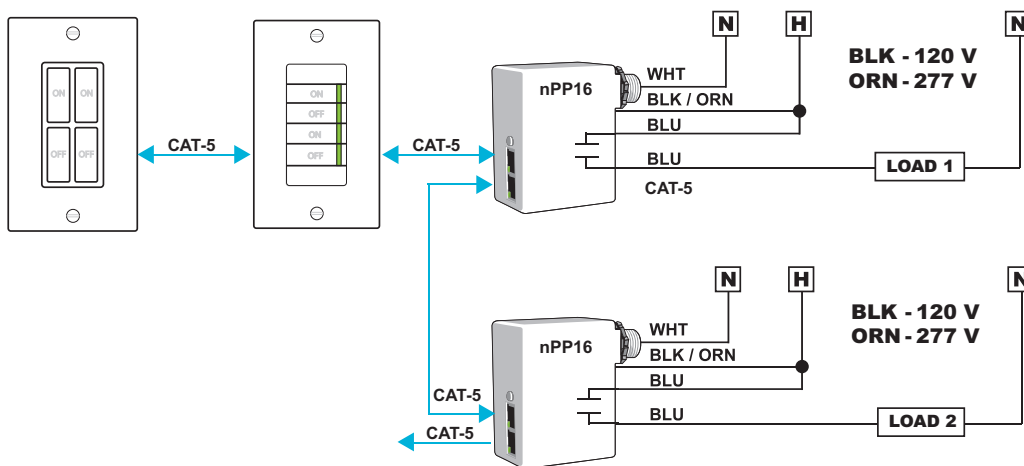 N H N
BLK - 120 V
ORN - 277 V
WHT
nPP16
BLK / ORN
BLU
ON ON
ON
OFF
ON
OFF
CAT-5
CAT-5
OFF OFF
BLU
LOAD 1
CAT-5
N H N
BLK - 120 V
ORN - 277 V
WHT
nPP16
BLK / ORN
BLU
CAT-5
BLU
LOAD 2
CAT-5